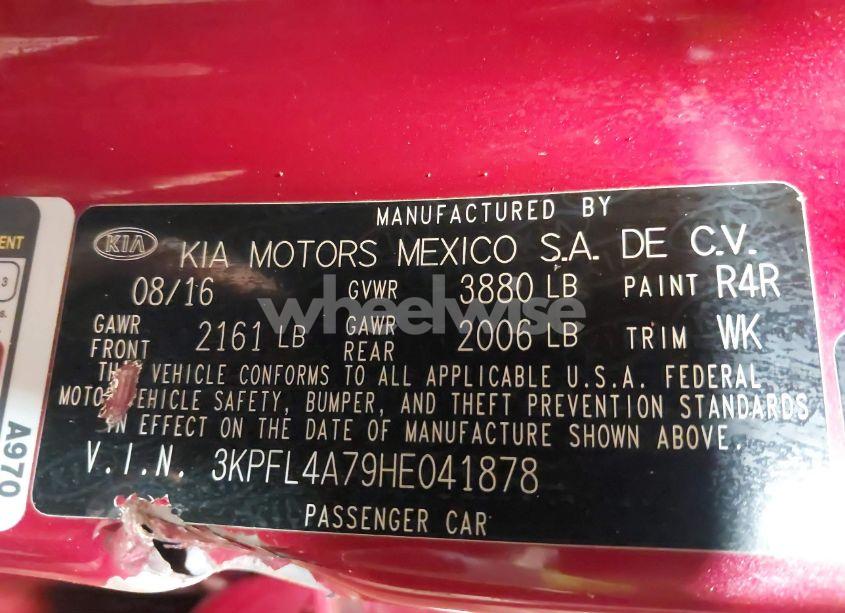 MANUFACTURED BY
KIA KIA MOTORS MEXICO S.A. DE C.V.
08/16 GVWR 3880 LB PAINT R4R
GAWR FRONT 2161 LB GAWR REAR 2006 LB TRIM WK
VEHICLE CONFORMS TO ALL APPLICABLE U.S.A. FEDERAL
VEHICLE SAFETY, BUMPER, AND THEFT PREVENTION STANDARDS
IN EFFECT ON THE DATE OF MANUFACTURE SHOWN ABOVE.
V.I.N. 3KPFL4A79HE041878
PASSENGER CAR
wheelwise
A970